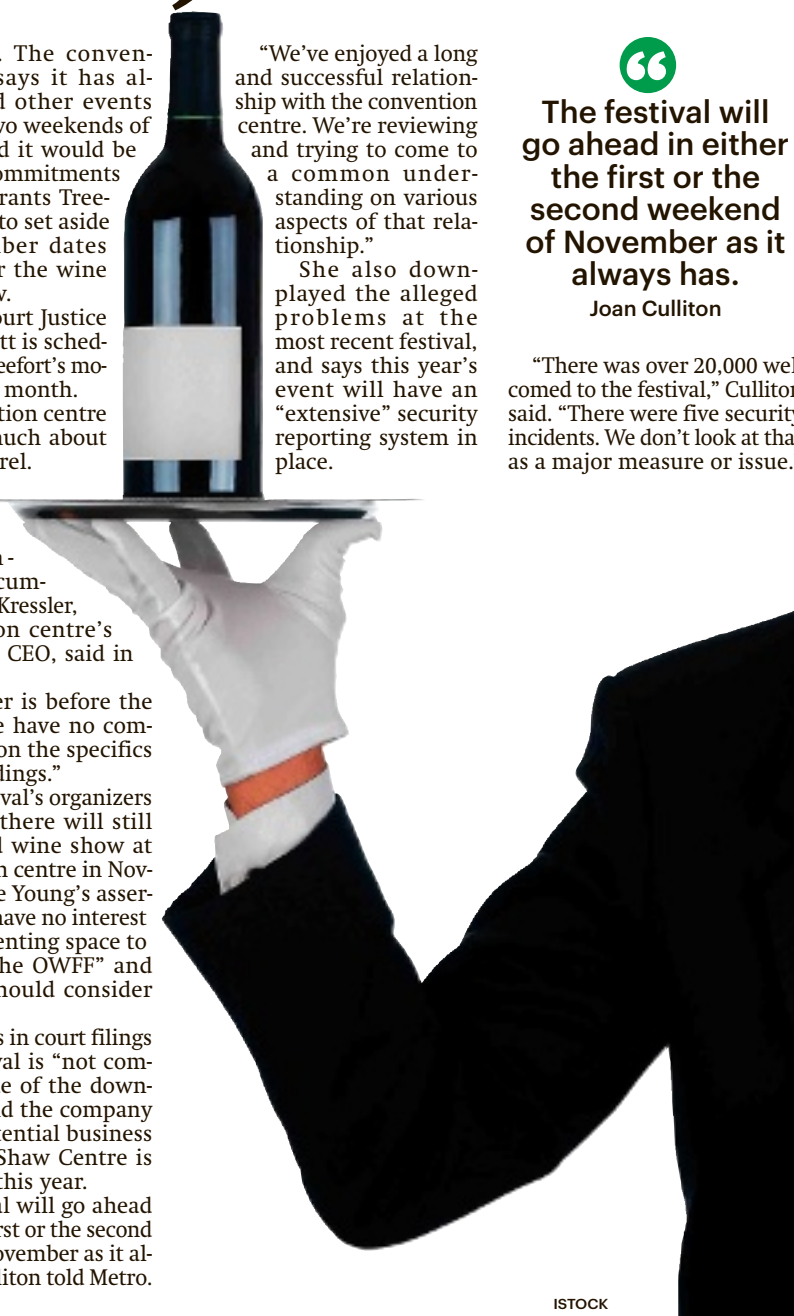 . The conven-
says it has al-
d other events
wo weekends of
d it would be
ommitments
rants Tree-
to set aside
ber dates
r the wine
w.
ourt Justice
tt is sched-
eefort's mo-
month.
tion centre
much about
rel.
n-
cum-
Kressler,
on centre's
CEO, said in
er is before the
e have no com-
on the specifics
dings.”
val's organizers
there will still
d wine show at
n centre in Nov-
e Young's asser-
have no interest
enting space to
he OWFF” and
hould consider
s in court filings
val is “not com-
e of the down-
d the company
tential business
Shaw Centre is
this year.
al will go ahead
rst or the second
ovember as it al-
liton told Metro.
“We've enjoyed a long
and successful relation-
ship with the convention
centre. We're reviewing
and trying to come to
a common under-
standing on various
aspects of that rela-
tionship.”
She also down-
played the alleged
problems at the
most recent festival,
and says this year's
event will have an
“extensive” security
reporting system in
place.
“
The festival will
go ahead in either
the first or the
second weekend
of November as it
always has.
Joan Culliton
“There was over 20,000 wel
comed to the festival,” Culliton
said. “There were five security
incidents. We don't look at tha
as a major measure or issue.
ISTOCK